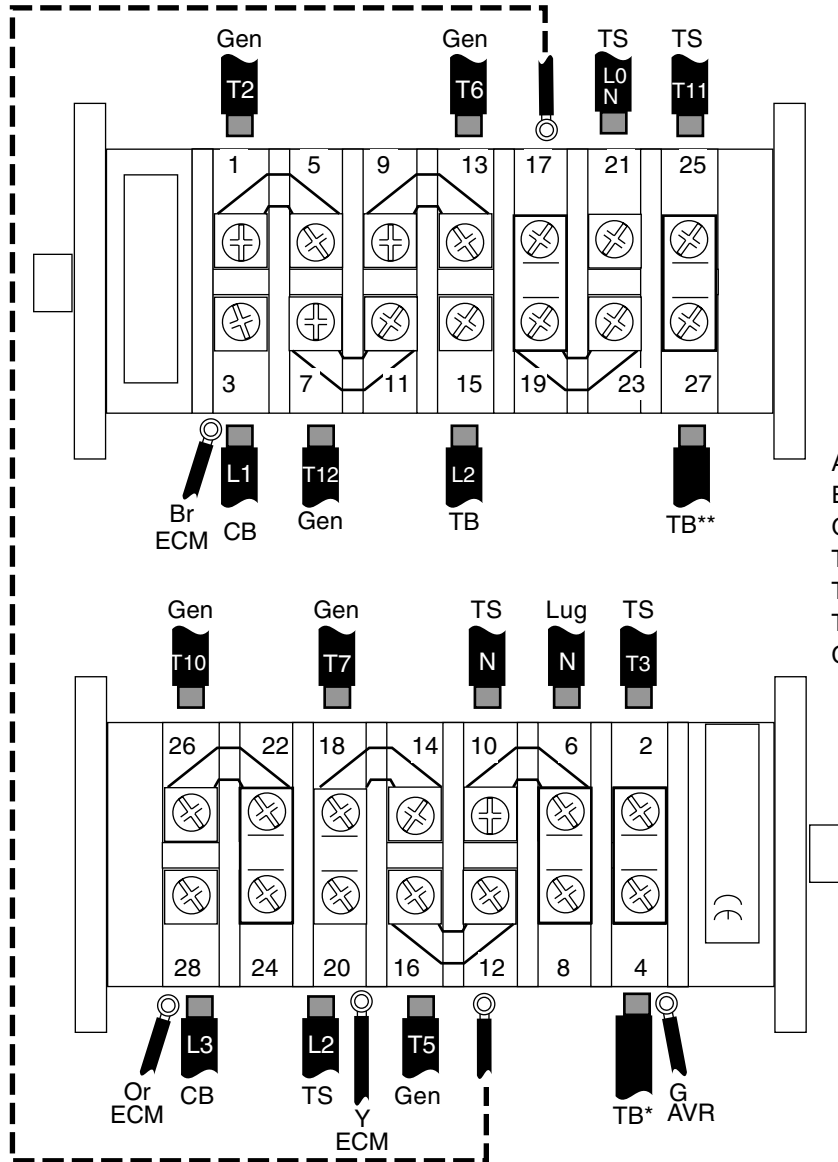 Gen Gen TS TS
T2 T6 L0 N T11
1 5 9 13 17 21 25
3 7 11 15 19 23 27
L1 T12 L2
Br ECM CB Gen TB TB**
A
E
C
T
T
T
C
Gen Gen TS Lug TS
T10 T7 N N T3
26 22 18 14 10 6 2
28 24 20 16 12 8 4
CE
L3 L2 T5
Or ECM CB TS Y ECM Gen TB* G AVR